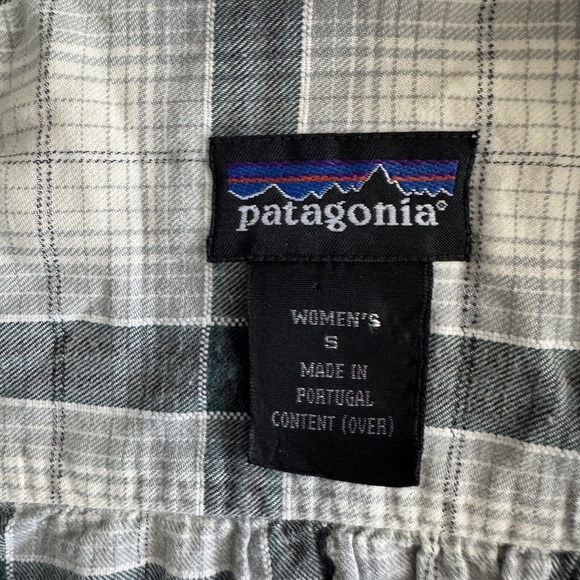 patagonia®
WOMEN'S
S
MADE IN
PORTUGAL
CONTENT (OVER)